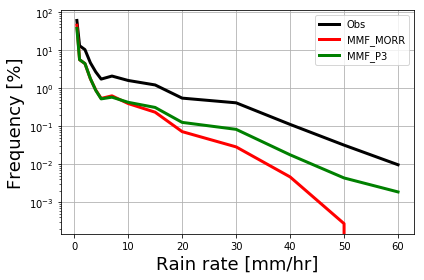 10²
10¹
10⁰
10⁻¹
10⁻²
10⁻³
Frequency [%]
Obs
MMF_MORR
MMF_P3
0 10 20 30 40 50 60
Rain rate [mm/hr]